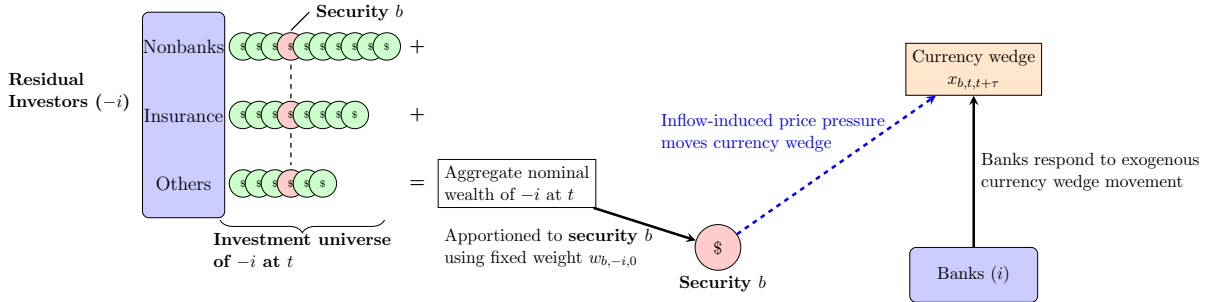 Security b
Nonbanks
$ $ $ $ $ $ $ $ $ $
+
Residual
Investors (−i)
Insurance
$ $ $ $ $ $ $ $
+
Others
$ $ $ $ $ $
=
Investment universe
of −i at t
Aggregate nominal
wealth of −i at t
Apportioned to security b
using fixed weight w_{b,−i,0}
$
Security b
Inflow-induced price pressure
moves currency wedge
Currency wedge
x_{b,t,t+τ}
Banks respond to exogenous
currency wedge movement
Banks (i)